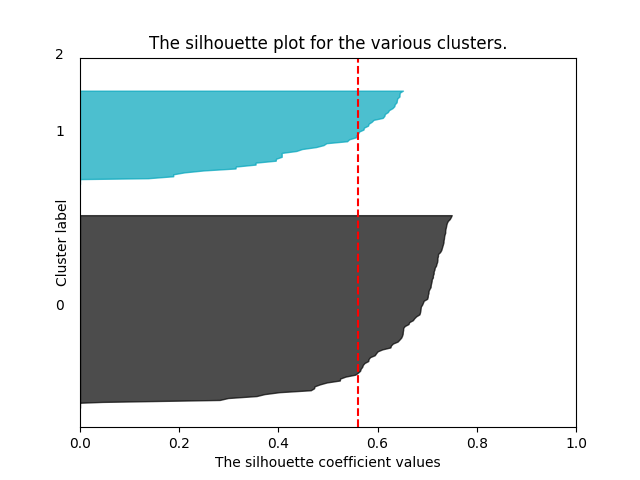 The silhouette plot for the various clusters.
2
1
0
Cluster label
0.0 0.2 0.4 0.6 0.8 1.0
The silhouette coefficient values